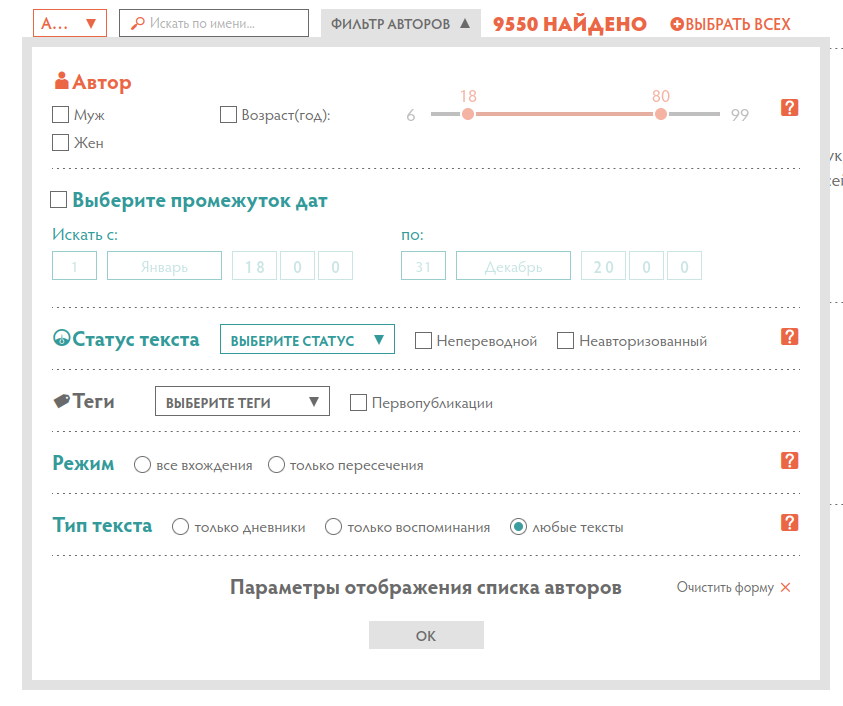 А... ▼ Искать по имени... ФИЛЬТР АВТОРОВ ▲ 9550 НАЙДЕНО ВЫБРАТЬ ВСЕХ
Автор
18 80
Муж Возраст(год): 6 99 ?
Жен
Выберите промежуток дат
Искать с: по:
1 Январь 18 0 0 31 Декабрь 20 0 0
Статус текста ВЫБЕРИТЕ СТАТУС ▼ Непереводной Неавторизованный ?
Теги ВЫБЕРИТЕ ТЕГИ ▼ Первопубликации
Режим все вхождения только пересечения ?
Тип текста только дневники только воспоминания любые тексты ?
Параметры отображения списка авторов Очистить форму ×
ОК